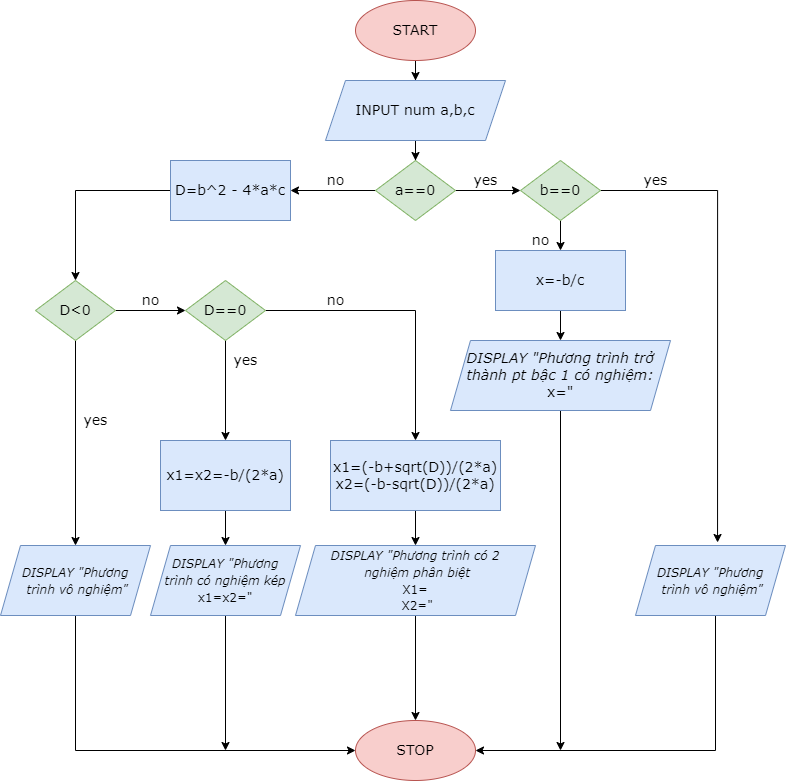 START
INPUT num a,b,c
D=b^2 - 4*a*c
no
a==0
yes
b==0
yes
no
x=-b/c
D<0
no
D==0
no
yes
DISPLAY "Phương trình trở
thành pt bậc 1 có nghiệm:
x="
yes
x1=x2=-b/(2*a)
x1=(-b+sqrt(D))/(2*a)
x2=(-b-sqrt(D))/(2*a)
DISPLAY "Phương
trình vô nghiệm"
DISPLAY "Phương
trình có nghiệm kép
x1=x2="
DISPLAY "Phương trình có 2
nghiệm phân biệt
X1=
X2="
DISPLAY "Phương
trình vô nghiệm"
STOP